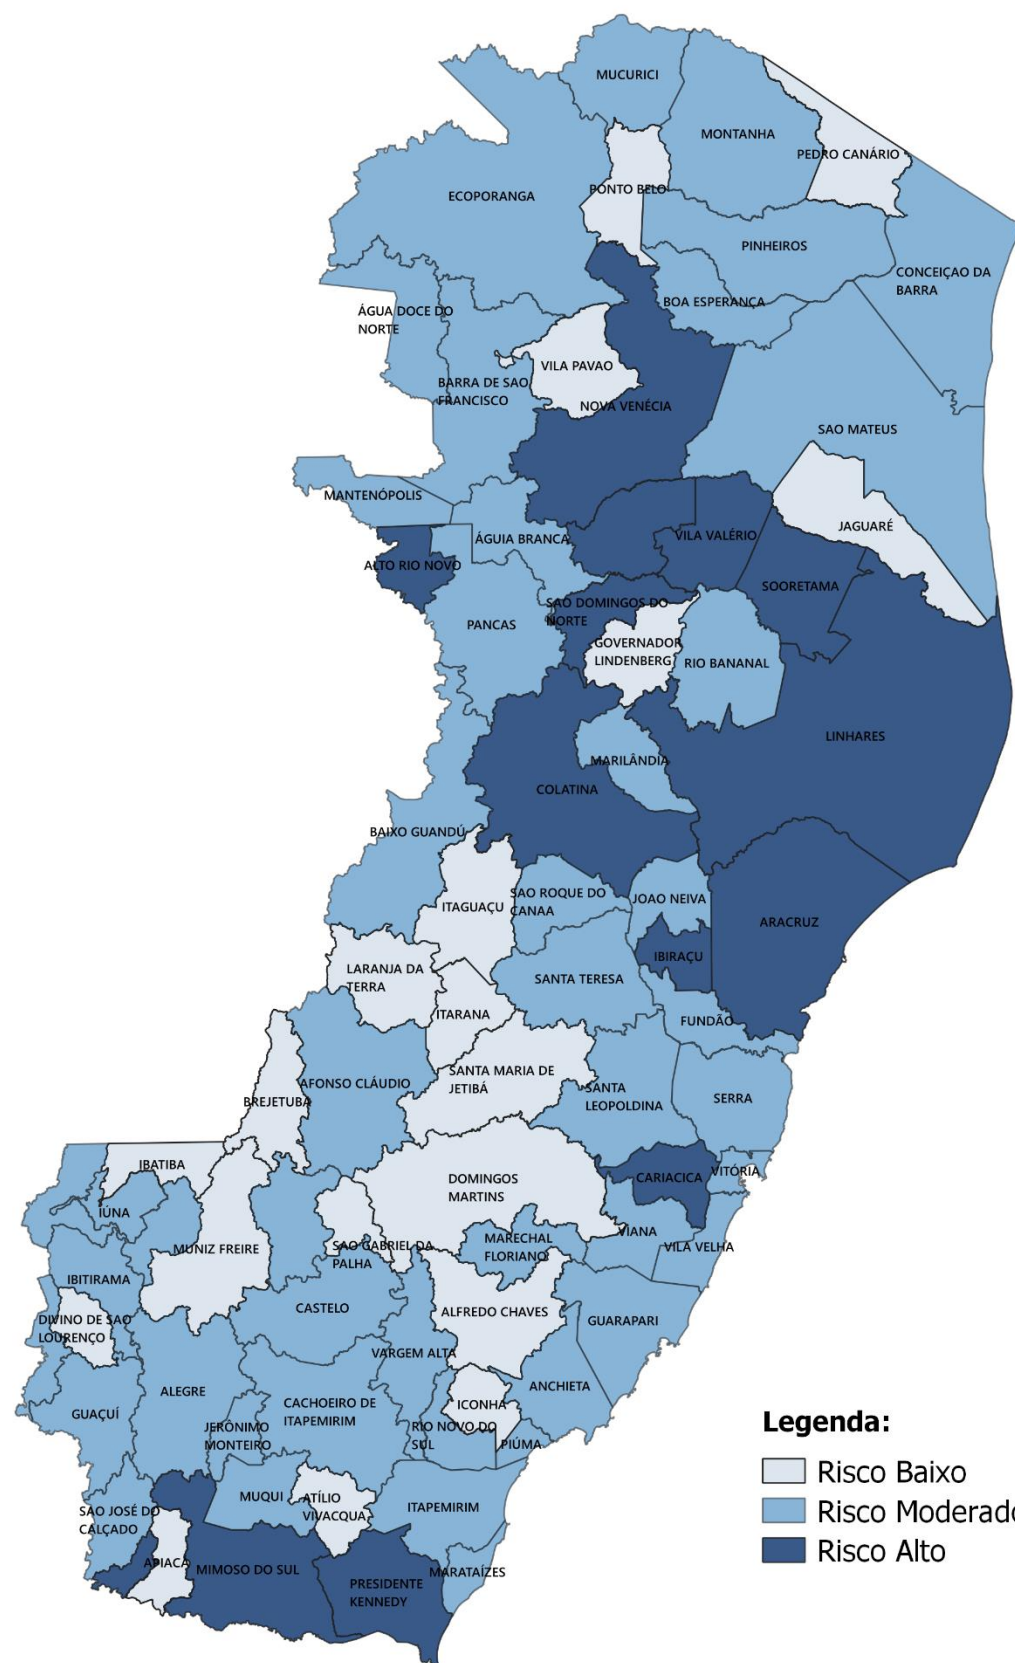 MUCURICI
MONTANHA
PEDRO CANÁRIO
PONTO BELO
ECOPORANGA
PINHEIROS
CONCEIÇAO DA
BARRA
BOA ESPERANÇA
ÁGUA DOCE DO
NORTE
VILA PAVAO
BARRA DE SAO
FRANCISCO
NOVA VENÉCIA
SAO MATEUS
MANTENÓPOLIS
JAGUARÉ
ÁGUIA BRANCA
VILA VALÉRIO
ALTO RIO NOVO
SOORETAMA
SAO DOMINGOS DO
NORTE
PANCAS
GOVERNADOR
LINDENBERG
RIO BANANAL
LINHARES
MARILÂNDIA
COLATINA
BAIXO GUANDÚ
SAO ROQUE DO
CANAA
JOAO NEIVA
ITAGUAÇU
ARACRUZ
IBIRAÇU
LARANJA DA
TERRA
SANTA TERESA
ITARANA
FUNDÃO
SANTA MARIA DE
JETIBÁ
AFONSO CLÁUDIO
SANTA
LEOPOLDINA
SERRA
BREJETUBA
IBATIBA
DOMINGOS
MARTINS
CARIACICA
VITÓRIA
IÚNA
VIANA
MARECHAL
FLORIANO
SAO GABRIEL DA
PALHA
MUNIZ FREIRE
VILA VELHA
IBITIRAMA
CASTELO
ALFREDO CHAVES
GUARAPARI
DIVINO DE SAO
LOURENÇO
VARGEM ALTA
ANCHIETA
ALEGRE
CACHOEIRO DE
ITAPEMIRIM
ICONHA
GUAÇUÍ
JERÔNIMO
MONTEIRO
RIO NOVO DO
SUL
PIÚMA
MUQUI
ATÍLIO
VIVACQUA
ITAPEMIRIM
SAO JOSÉ DO
CALÇADO
APIACÁ
MIMOSO DO SUL
PRESIDENTE
KENNEDY
MARATAÍZES
Legenda:
Risco Baixo
Risco Moderado
Risco Alto